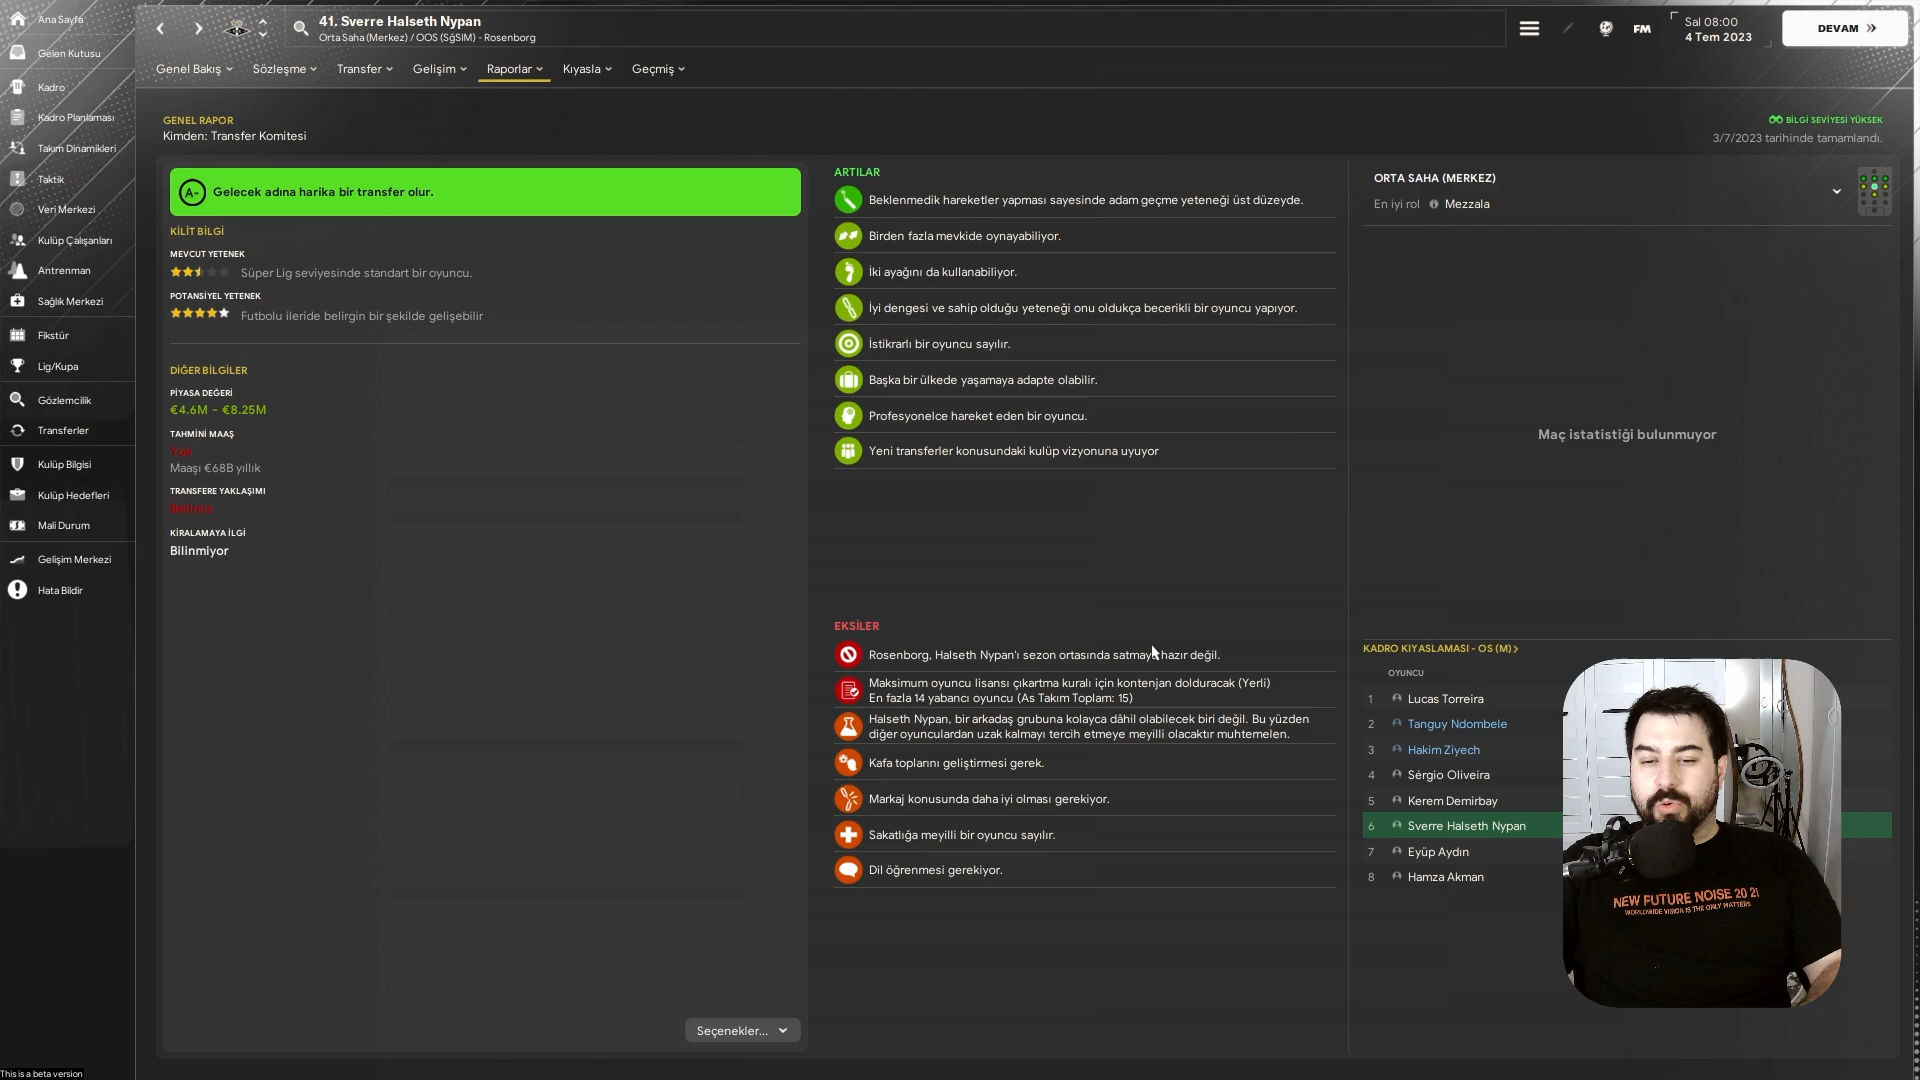 Ana Sayfa
Gelen Kutusu
Kadro
Kadro Planlaması
Takım Dinamikleri
Taktik
Veri Merkezi
Kulüp Çalışanları
Antrenman
Sağlık Merkezi
Fikstür
Lig/Kupa
Gözlemcilik
Transferler
Kulüp Bilgisi
Kulüp Hedefleri
Mali Durum
Gelişim Merkezi
Hata Bildir
This is a beta version
41. Sverre Halseth Nypan
Orta Saha (Merkez) / OOS (SğSlM) - Rosenborg
FM
Sal 08:00
4 Tem 2023
DEVAM
Genel Bakış
Sözleşme
Transfer
Gelişim
Raporlar
Kıyasla
Geçmiş
GENEL RAPOR
Kimden: Transfer Komitesi
BİLGİ SEVİYESİ YÜKSEK
3/7/2023 tarihinde tamamlandı.
A- Gelecek adına harika bir transfer olur.
KİLİT BİLGİ
MEVCUT YETENEK
Süper Lig seviyesinde standart bir oyuncu.
POTANSİYEL YETENEK
Futbolu ileride belirgin bir şekilde gelişebilir
DİĞER BİLGİLER
PİYASA DEĞERİ
€4.6M - €8.25M
TAHMİNİ MAAŞ
Yok
Maaşı €68B yıllık
TRANSFERE YAKLAŞIMI
Belirsiz
KİRALAMAYA İLGİ
Bilinmiyor
Seçenekler...
ARTILAR
Beklenmedik hareketler yapması sayesinde adam geçme yeteneği üst düzeyde.
Birden fazla mevkide oynayabiliyor.
İki ayağını da kullanabiliyor.
İyi dengesi ve sahip olduğu yeteneği onu oldukça becerikli bir oyuncu yapıyor.
İstikrarlı bir oyuncu sayılır.
Başka bir ülkede yaşamaya adapte olabilir.
Profesyonelce hareket eden bir oyuncu.
Yeni transferler konusundaki kulüp vizyonuna uyuyor
EKSİLER
Rosenborg, Halseth Nypan'ı sezon ortasında satmaya hazır değil.
Maksimum oyuncu lisansı çıkartma kuralı için kontenjan dolduracak (Yerli)
En fazla 14 yabancı oyuncu (As Takım Toplam: 15)
Halseth Nypan, bir arkadaş grubuna kolayca dâhil olabilecek biri değil. Bu yüzden
diğer oyunculardan uzak kalmayı tercih etmeye meyilli olacaktır muhtemelen.
Kafa toplarını geliştirmesi gerek.
Markaj konusunda daha iyi olması gerekiyor.
Sakatlığa meyilli bir oyuncu sayılır.
Dil öğrenmesi gerekiyor.
ORTA SAHA (MERKEZ)
En iyi rol Mezzala
Maç istatistiği bulunmuyor
KADRO KIYASLAMASI - OS (M)
OYUNCU
1 Lucas Torreira
2 Tanguy Ndombele
3 Hakim Ziyech
4 Sérgio Oliveira
5 Kerem Demirbay
6 Sverre Halseth Nypan
7 Eyüp Aydın
8 Hamza Akman
NEW FUTURE NOISE 20 21
WORLDWIDE VISION IS THE ONLY MATTERS